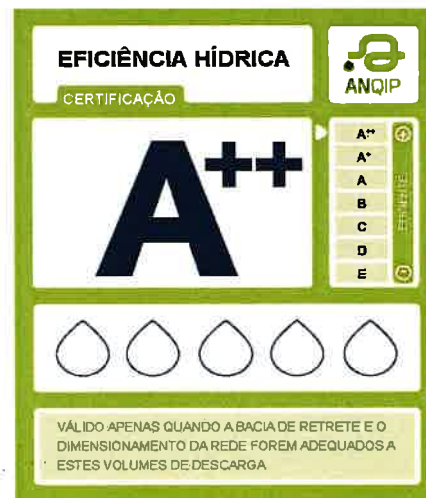 EFICIÊNCIA HÍDRICA
CERTIFICAÇÃO
ANQIP
A++
A++
A+
A
B
C
D
E
VÁLIDO APENAS QUANDO A BACIA DE RETRETE E O
DIMENSIONAMENTO DA REDE FOREM ADEQUADOS A
ESTES VOLUMES DE DESCARGA